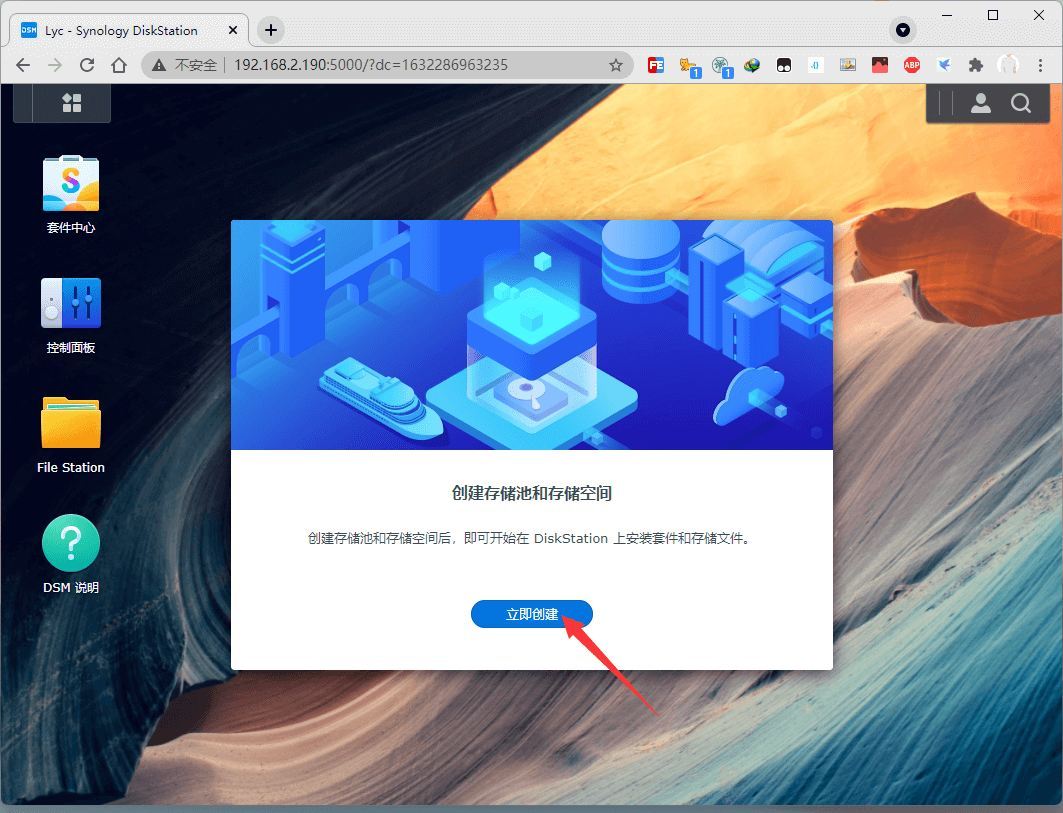 DSM Lyc - Synology DiskStation
不安全 192.168.2.190:5000/?dc=1632286963235
FE 1 1 ABP
套件中心
控制面板
File Station
DSM 说明
创建存储池和存储空间
创建存储池和存储空间后，即可开始在 DiskStation 上安装套件和存储文件。
立即创建